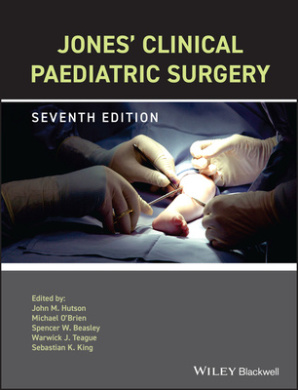 JONES' CLINICAL
PAEDIATRIC SURGERY
SEVENTH EDITION
Edited by:
John M. Hutson
Michael O'Brien
Spencer W. Beasley
Warwick J. Teague
Sebastian K. King
WILEY Blackwell